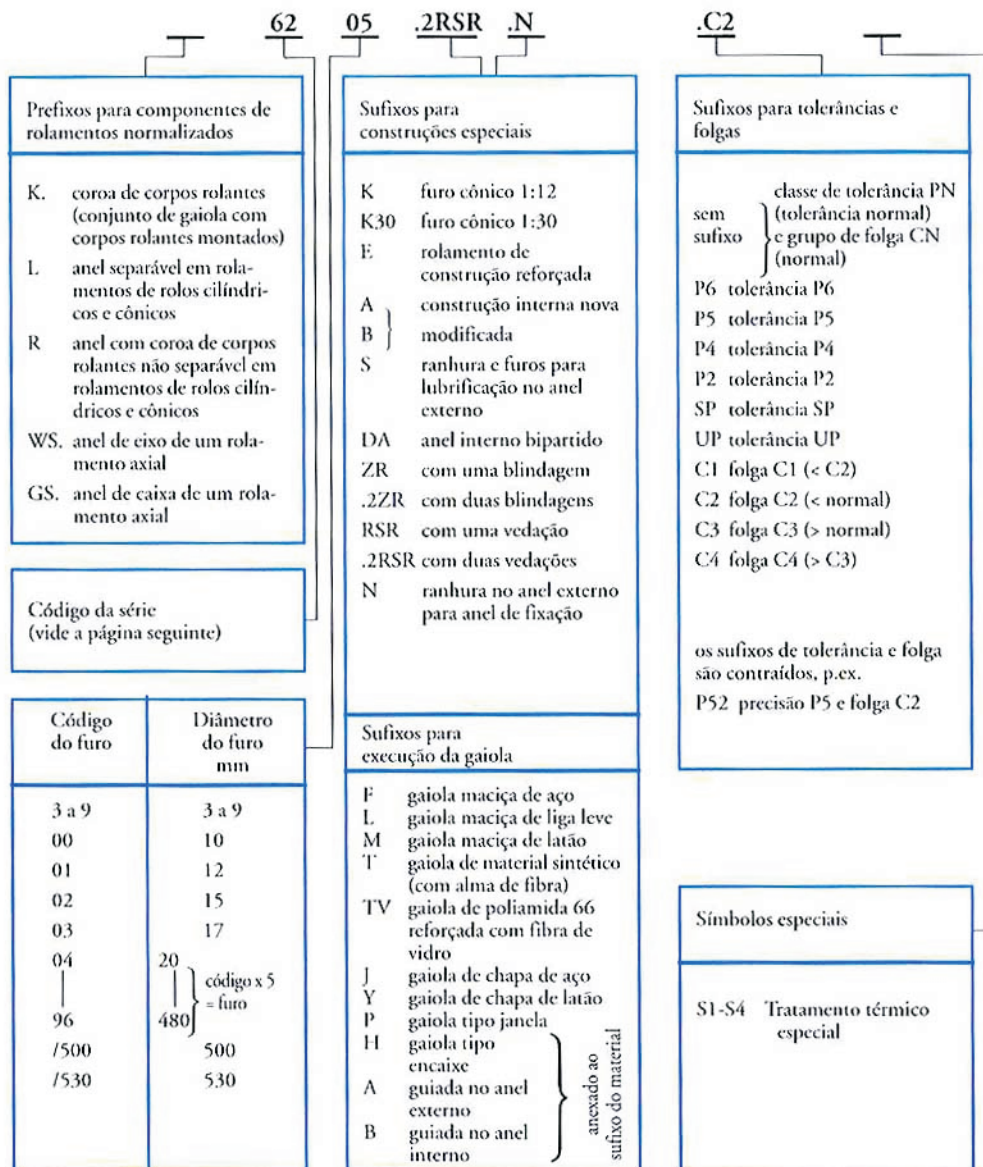 62 05 .2RSR .N .C2
Prefixos para componentes de
rolamentos normalizados
K. coroa de corpos rolantes
(conjunto de gaiola com
corpos rolantes montados)
L anel separável em rola-
mentos de rolos cilíndri-
cos e cônicos
R anel com coroa de corpos
rolantes não separável em
rolamentos de rolos cilín-
dricos e cônicos
WS. anel de eixo de um rola-
mento axial
GS. anel de caixa de um rola-
mento axial
Código da série
(vide a página seguinte)
Código
do furo
Diâmetro
do furo
mm
3 a 9 3 a 9
00 10
01 12
02 15
03 17
04 20
código x 5
= furo
96 480
/500 500
/530 530
Sufixos para
construções especiais
K furo cônico 1:12
K30 furo cônico 1:30
E rolamento de
construção reforçada
A construção interna nova
B modificada
S ranhura e furos para
lubrificação no anel
externo
DA anel interno bipartido
ZR com uma blindagem
.2ZR com duas blindagens
RSR com uma vedação
.2RSR com duas vedações
N ranhura no anel externo
para anel de fixação
Sufixos para
execução da gaiola
F gaiola maciça de aço
L gaiola maciça de liga leve
M gaiola maciça de latão
T gaiola de material sintético
(com alma de fibra)
TV gaiola de poliamida 66
reforçada com fibra de
vidro
J gaiola de chapa de aço
Y gaiola de chapa de latão
P gaiola tipo janela
H gaiola tipo
encaixe
A guiada no anel
externo
B guiada no anel
interno
anexado ao
sufixo do material
Sufixos para tolerâncias e
folgas
sem
sufixo
classe de tolerância PN
(tolerância normal)
e grupo de folga CN
(normal)
P6 tolerância P6
P5 tolerância P5
P4 tolerância P4
P2 tolerância P2
SP tolerância SP
UP tolerância UP
C1 folga C1 (< C2)
C2 folga C2 (< normal)
C3 folga C3 (> normal)
C4 folga C4 (> C3)
os sufixos de tolerância e folga
são contraídos, p.ex.
P52 precisão P5 e folga C2
Símbolos especiais
S1-S4 Tratamento térmico
especial